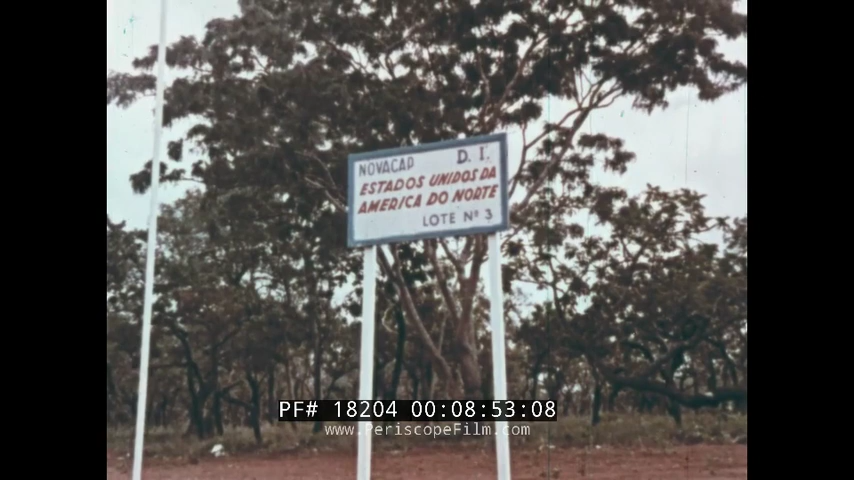 NOVACAP D. I.
ESTADOS UNIDOS DA
AMERICA DO NORTE
LOTE Nº 3
PF# 18204 00:08:53:08
www.PeriscopeFilm.com